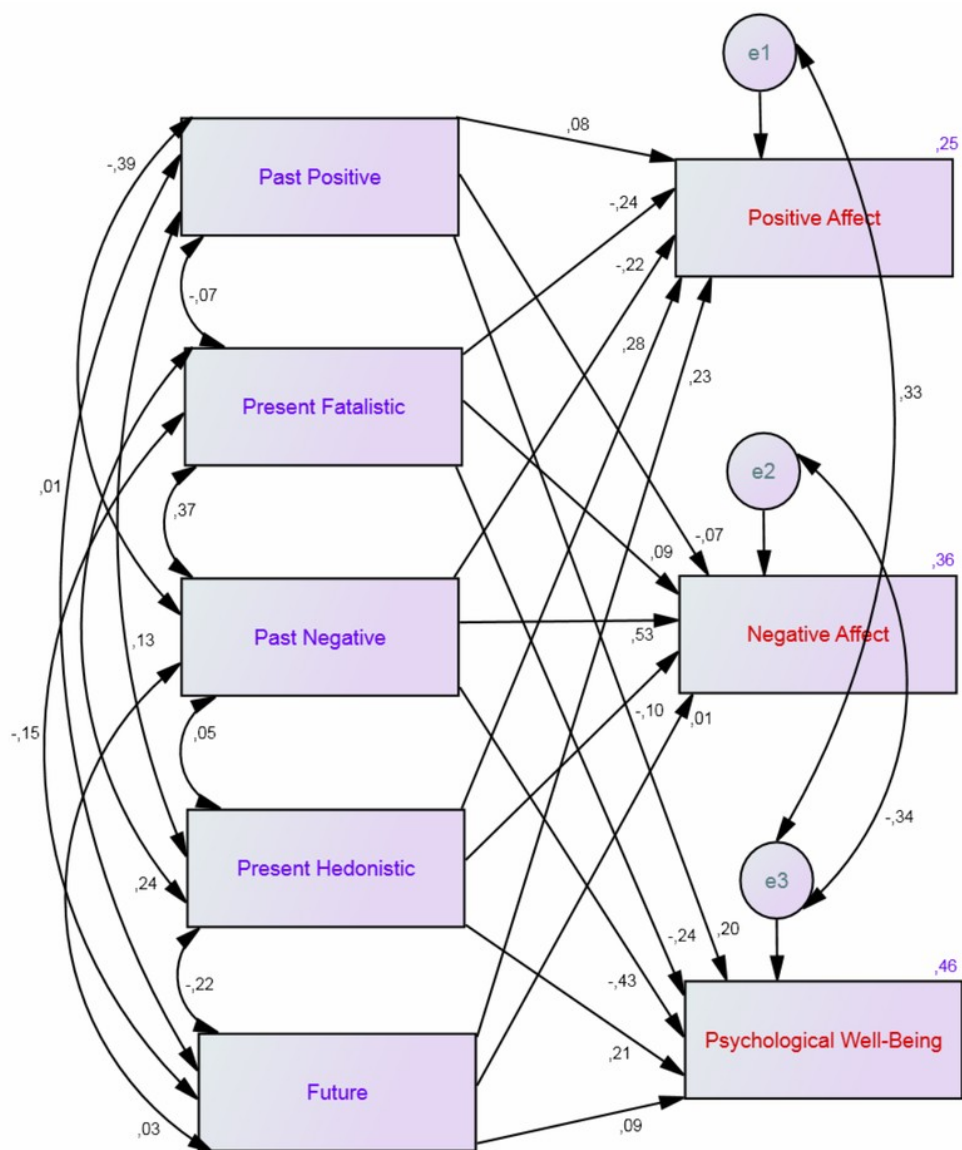 e1
,08
,25
-,39
Past Positive
Positive Affect
-,24
-,22
-,07
,28
,23
,33
Present Fatalistic
e2
,01
,37
-,07
,09
,36
Past Negative
,53
Negative Affect
,13
-,10
,01
-,15
,05
-,34
Present Hedonistic
e3
,24
-,24
,20
,46
-,22
-,43
Psychological Well-Being
,21
Future
,03
,09